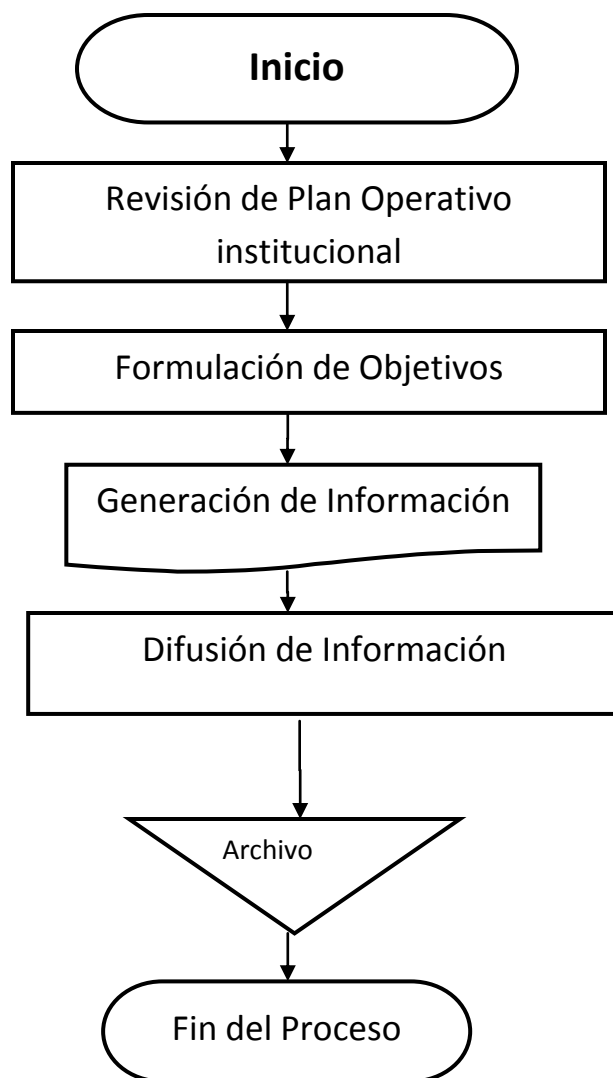 Inicio
Revisión de Plan Operativo
institucional
Formulación de Objetivos
Generación de Información
Difusión de Información
Archivo
Fin del Proceso